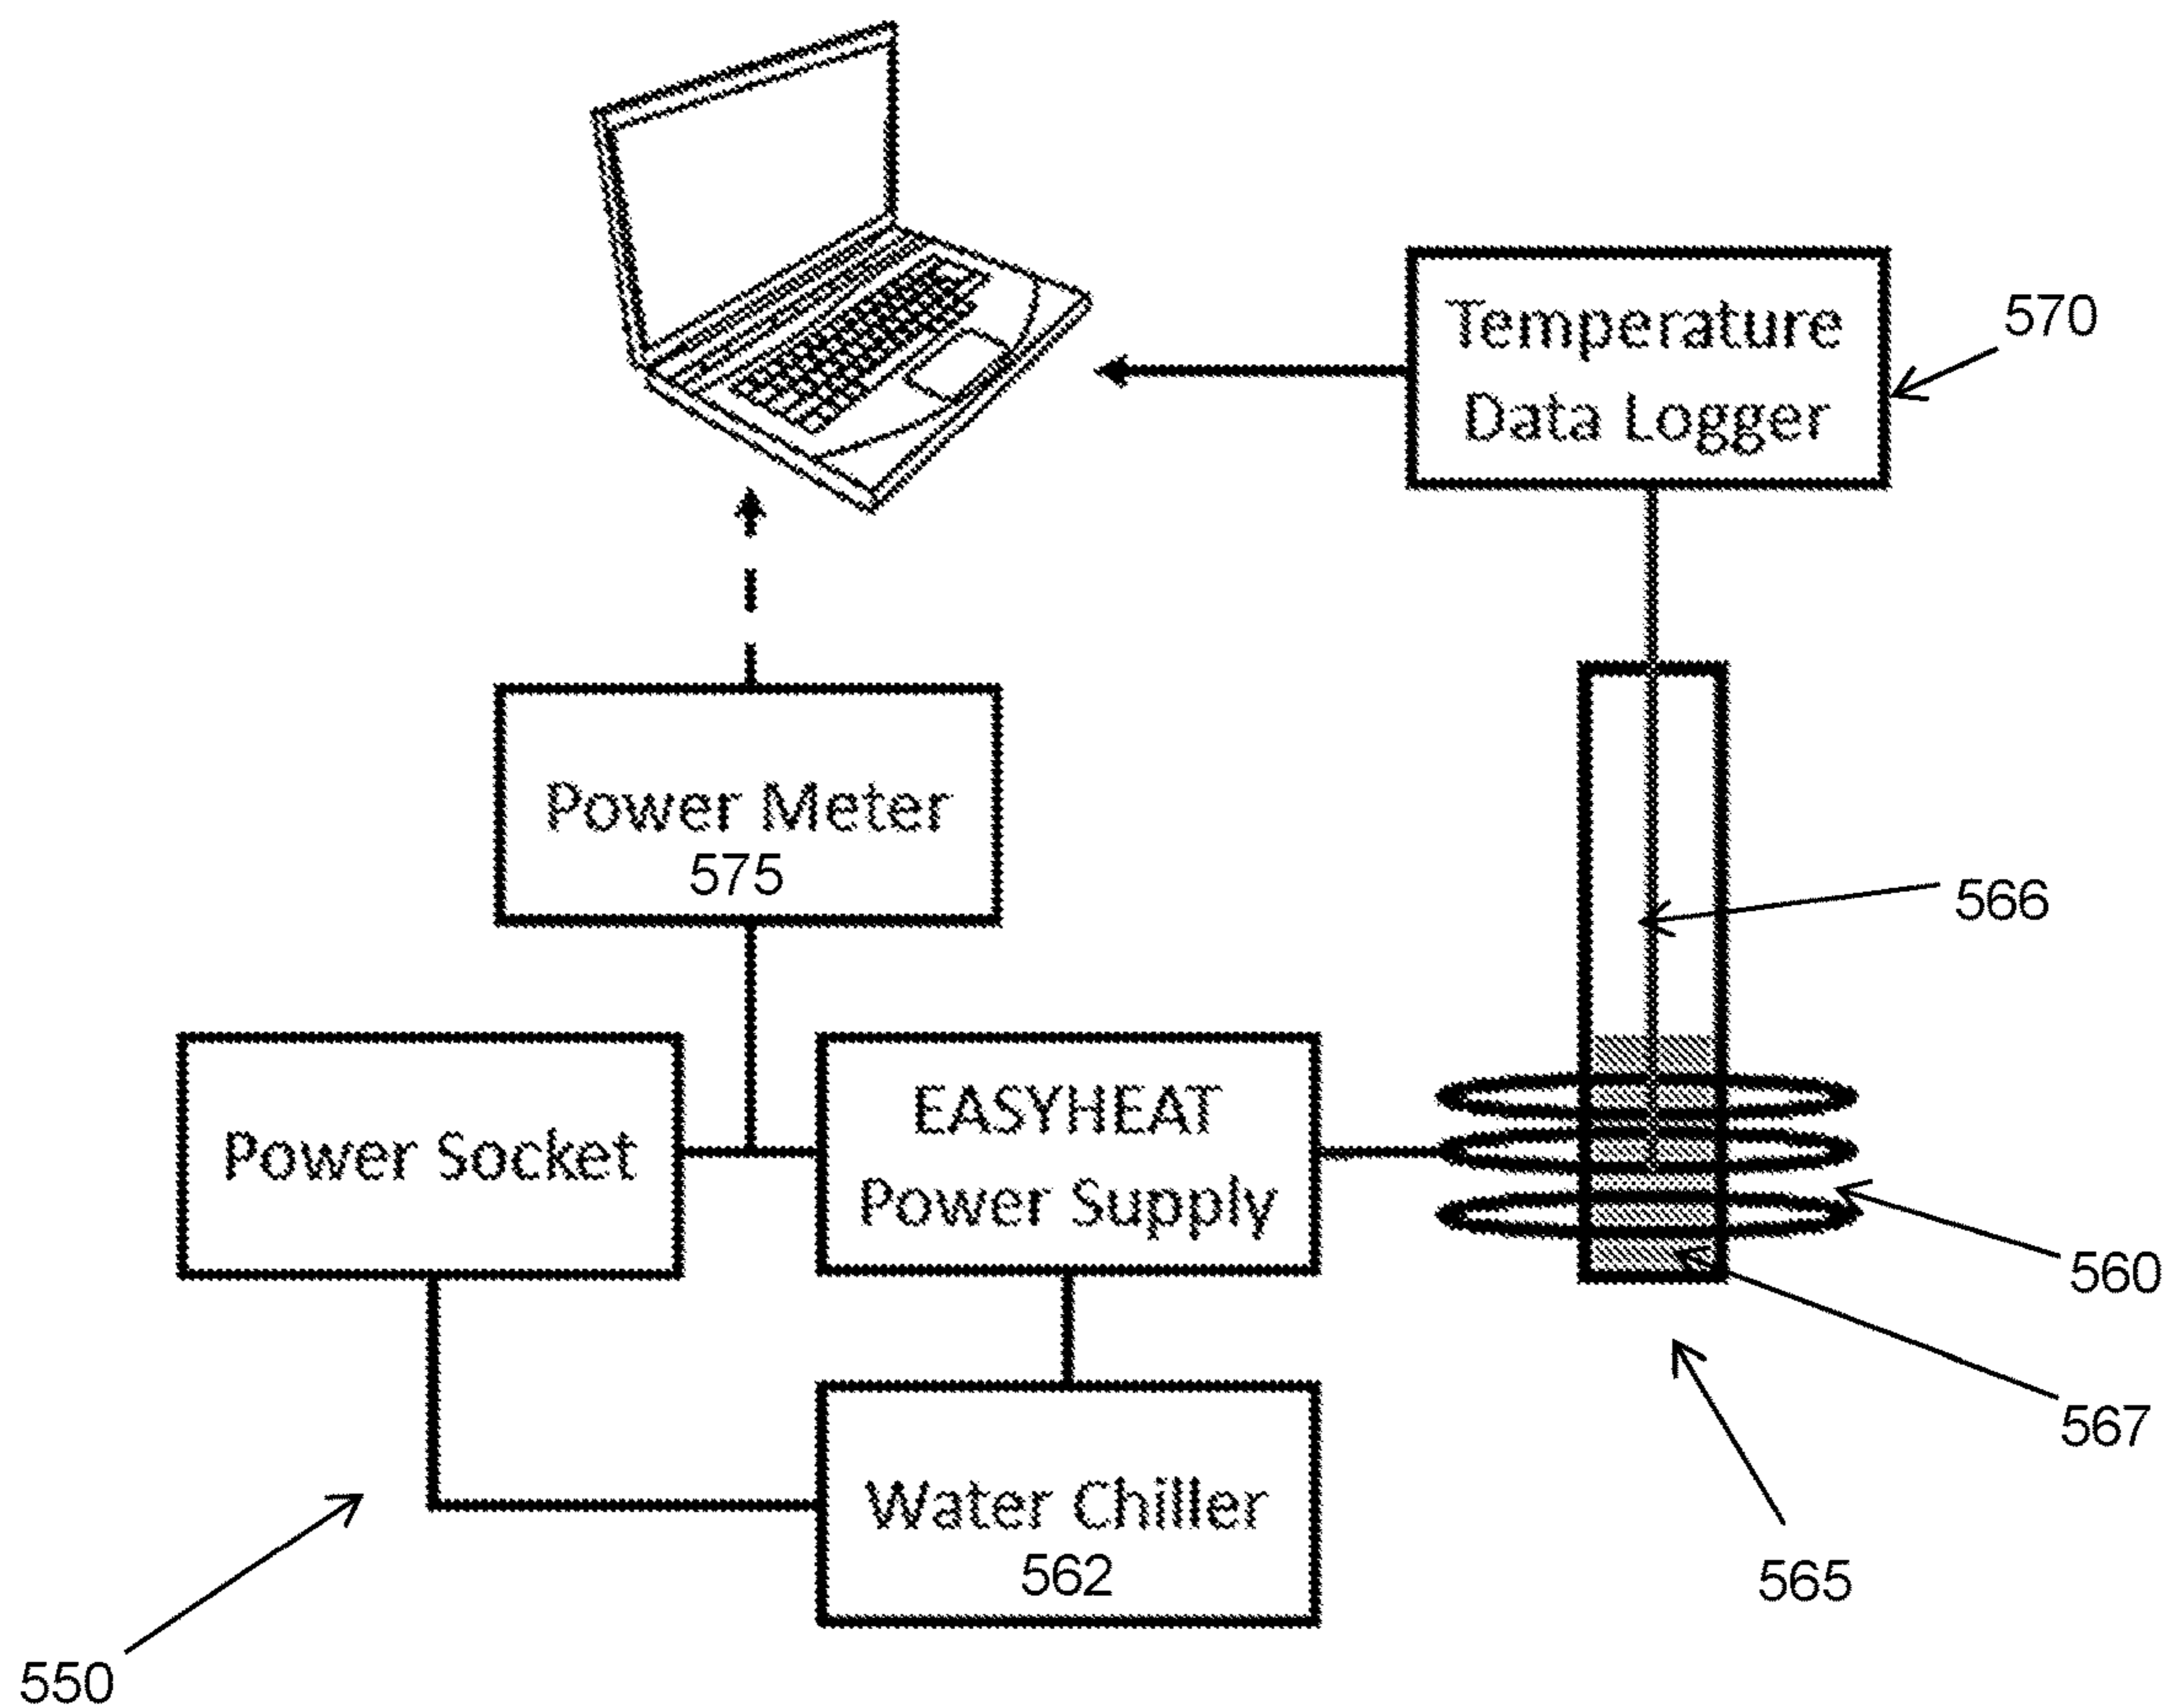 Temperature
Data Logger
570
Power Meter
575
566
Power Socket
EASYHEAT
Power Supply
560
567
Water Chiller
562
565
550